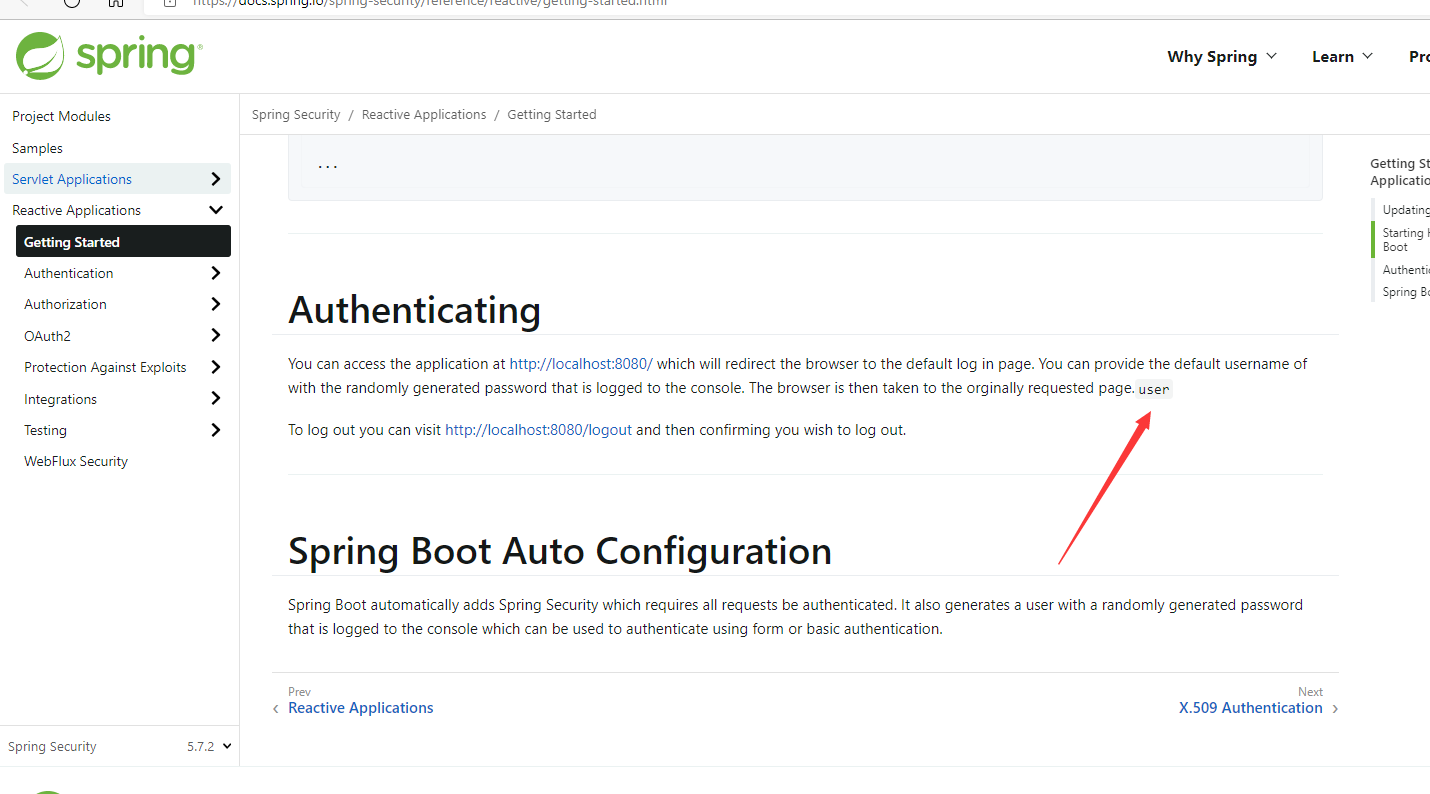 https://docs.spring.io/spring-security/reference/reactive/getting-started.html
spring
Why Spring
Learn
Project Modules
Samples
Servlet Applications
Reactive Applications
Getting Started
Authentication
Authorization
OAuth2
Protection Against Exploits
Integrations
Testing
WebFlux Security
Spring Security
5.7.2
Spring Security / Reactive Applications / Getting Started
...
Authenticating
You can access the application at http://localhost:8080/ which will redirect the browser to the default log in page. You can provide the default username of
with the randomly generated password that is logged to the console. The browser is then taken to the orginally requested page. user
To log out you can visit http://localhost:8080/logout and then confirming you wish to log out.
Spring Boot Auto Configuration
Spring Boot automatically adds Spring Security which requires all requests be authenticated. It also generates a user with a randomly generated password
that is logged to the console which can be used to authenticate using form or basic authentication.
Prev
‹ Reactive Applications
Next
X.509 Authentication ›
Getting
Updating
Starting
Boot